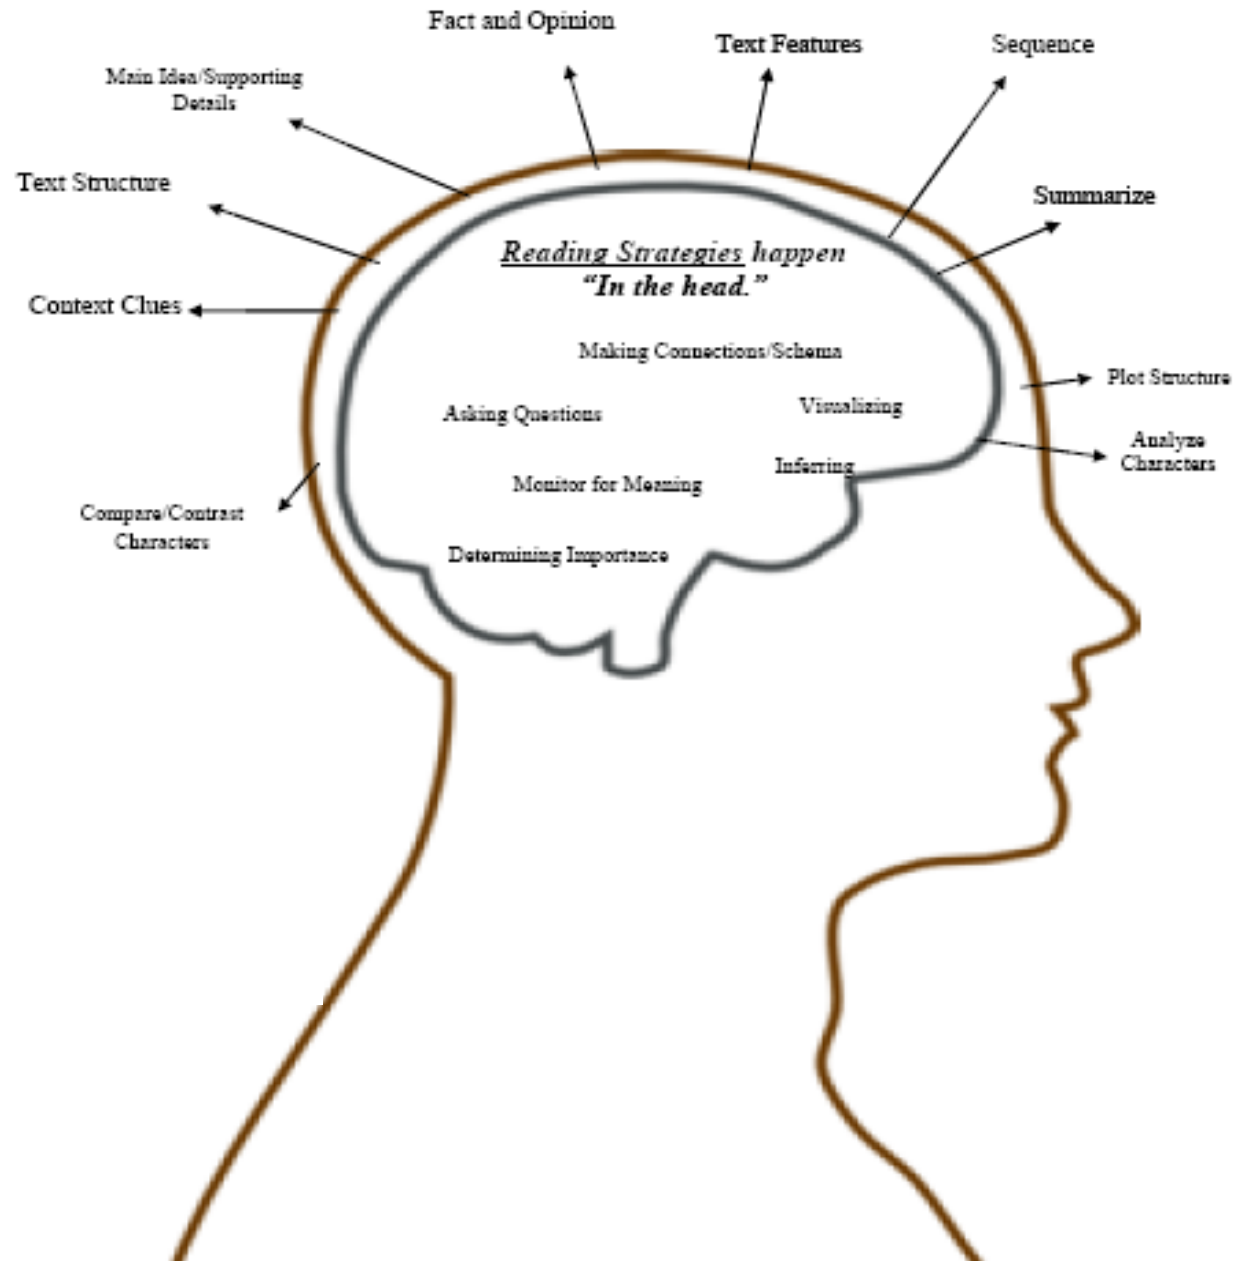 Fact and Opinion
Text Features
Sequence
Main Idea/Supporting
Details
Text Structure
Summarize
Reading Strategies happen
“In the head.”
Context Clues
Making Connections/Schema
Plot Structure
Asking Questions
Visualizing
Analyze
Characters
Inferring
Monitor for Meaning
Compare/Contrast
Characters
Determining Importance